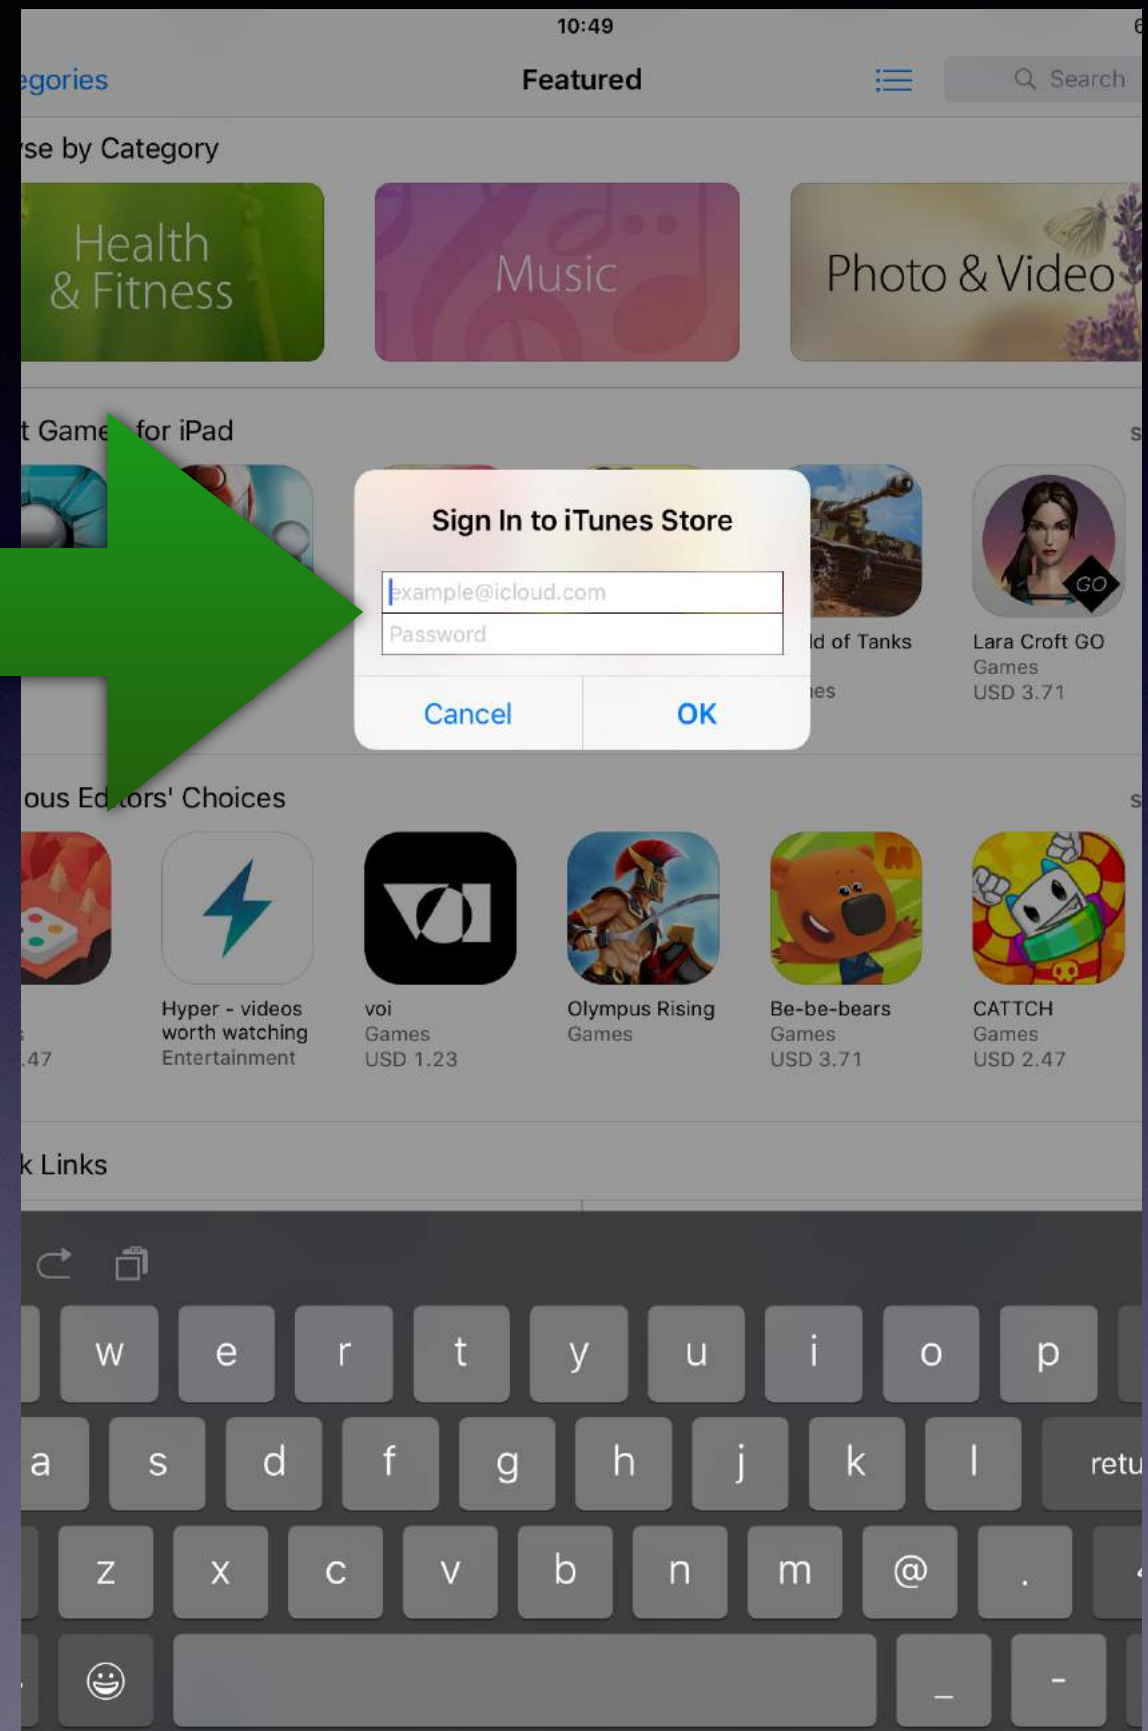 10:49
6
egories
Featured
Search
se by Category
Health
& Fitness
Music
Photo & Video
t Games for iPad
s
Sign In to iTunes Store
example@icloud.com
Password
Cancel
OK
ld of Tanks
es
Lara Croft GO
Games
USD 3.71
GO
ous Editors' Choices
s
.47
Hyper - videos
worth watching
Entertainment
voi
Games
USD 1.23
Olympus Rising
Games
Be-be-bears
Games
USD 3.71
CATTCH
Games
USD 2.47
k Links
w e r t y u i o p
a s d f g h j k l retu
z x c v b n m @ .
_ -